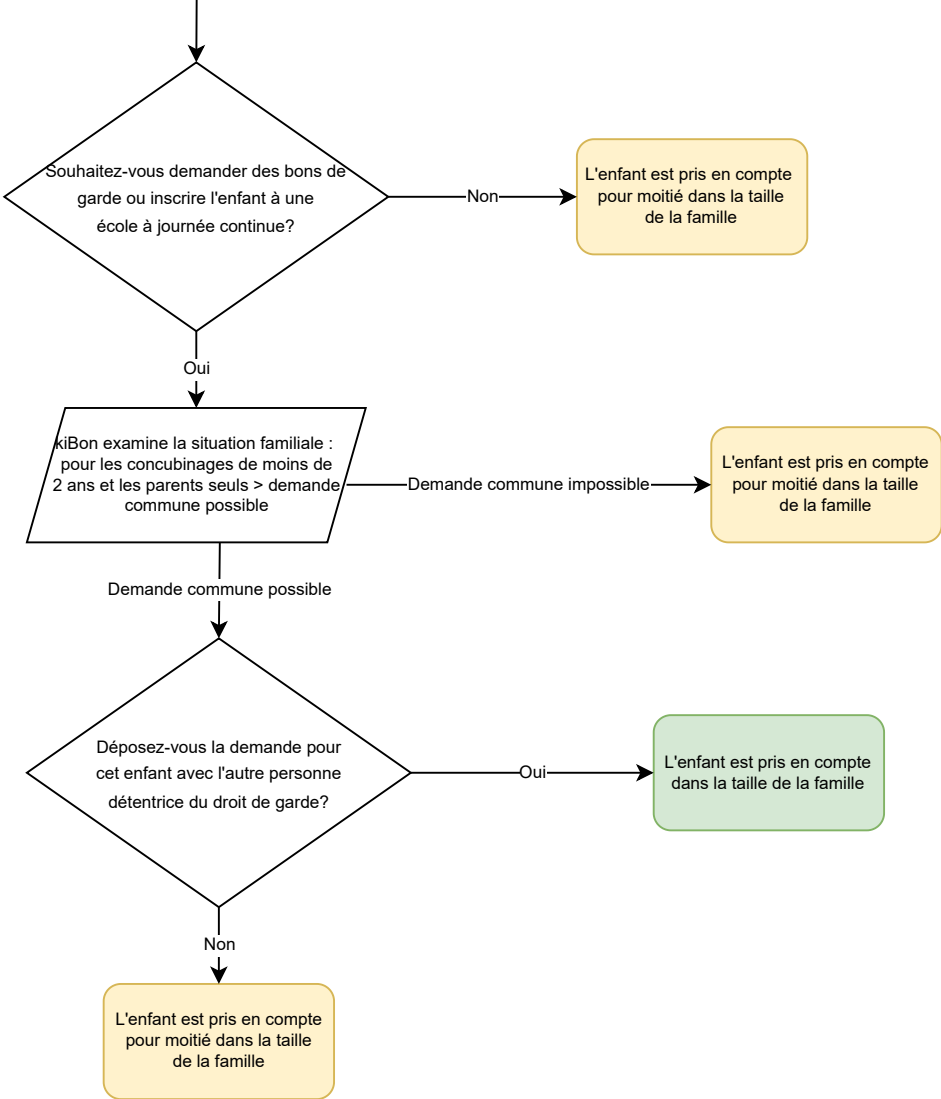 Souhaitez-vous demander des bons de
garde ou inscrire l'enfant à une
école à journée continue?
Non
L'enfant est pris en compte
pour moitié dans la taille
de la famille
Oui
kiBon examine la situation familiale :
pour les concubinages de moins de
2 ans et les parents seuls > demande
commune possible
Demande commune impossible
L'enfant est pris en compte
pour moitié dans la taille
de la famille
Demande commune possible
Déposez-vous la demande pour
cet enfant avec l'autre personne
détentrice du droit de garde?
Oui
L'enfant est pris en compte
dans la taille de la famille
Non
L'enfant est pris en compte
pour moitié dans la taille
de la famille